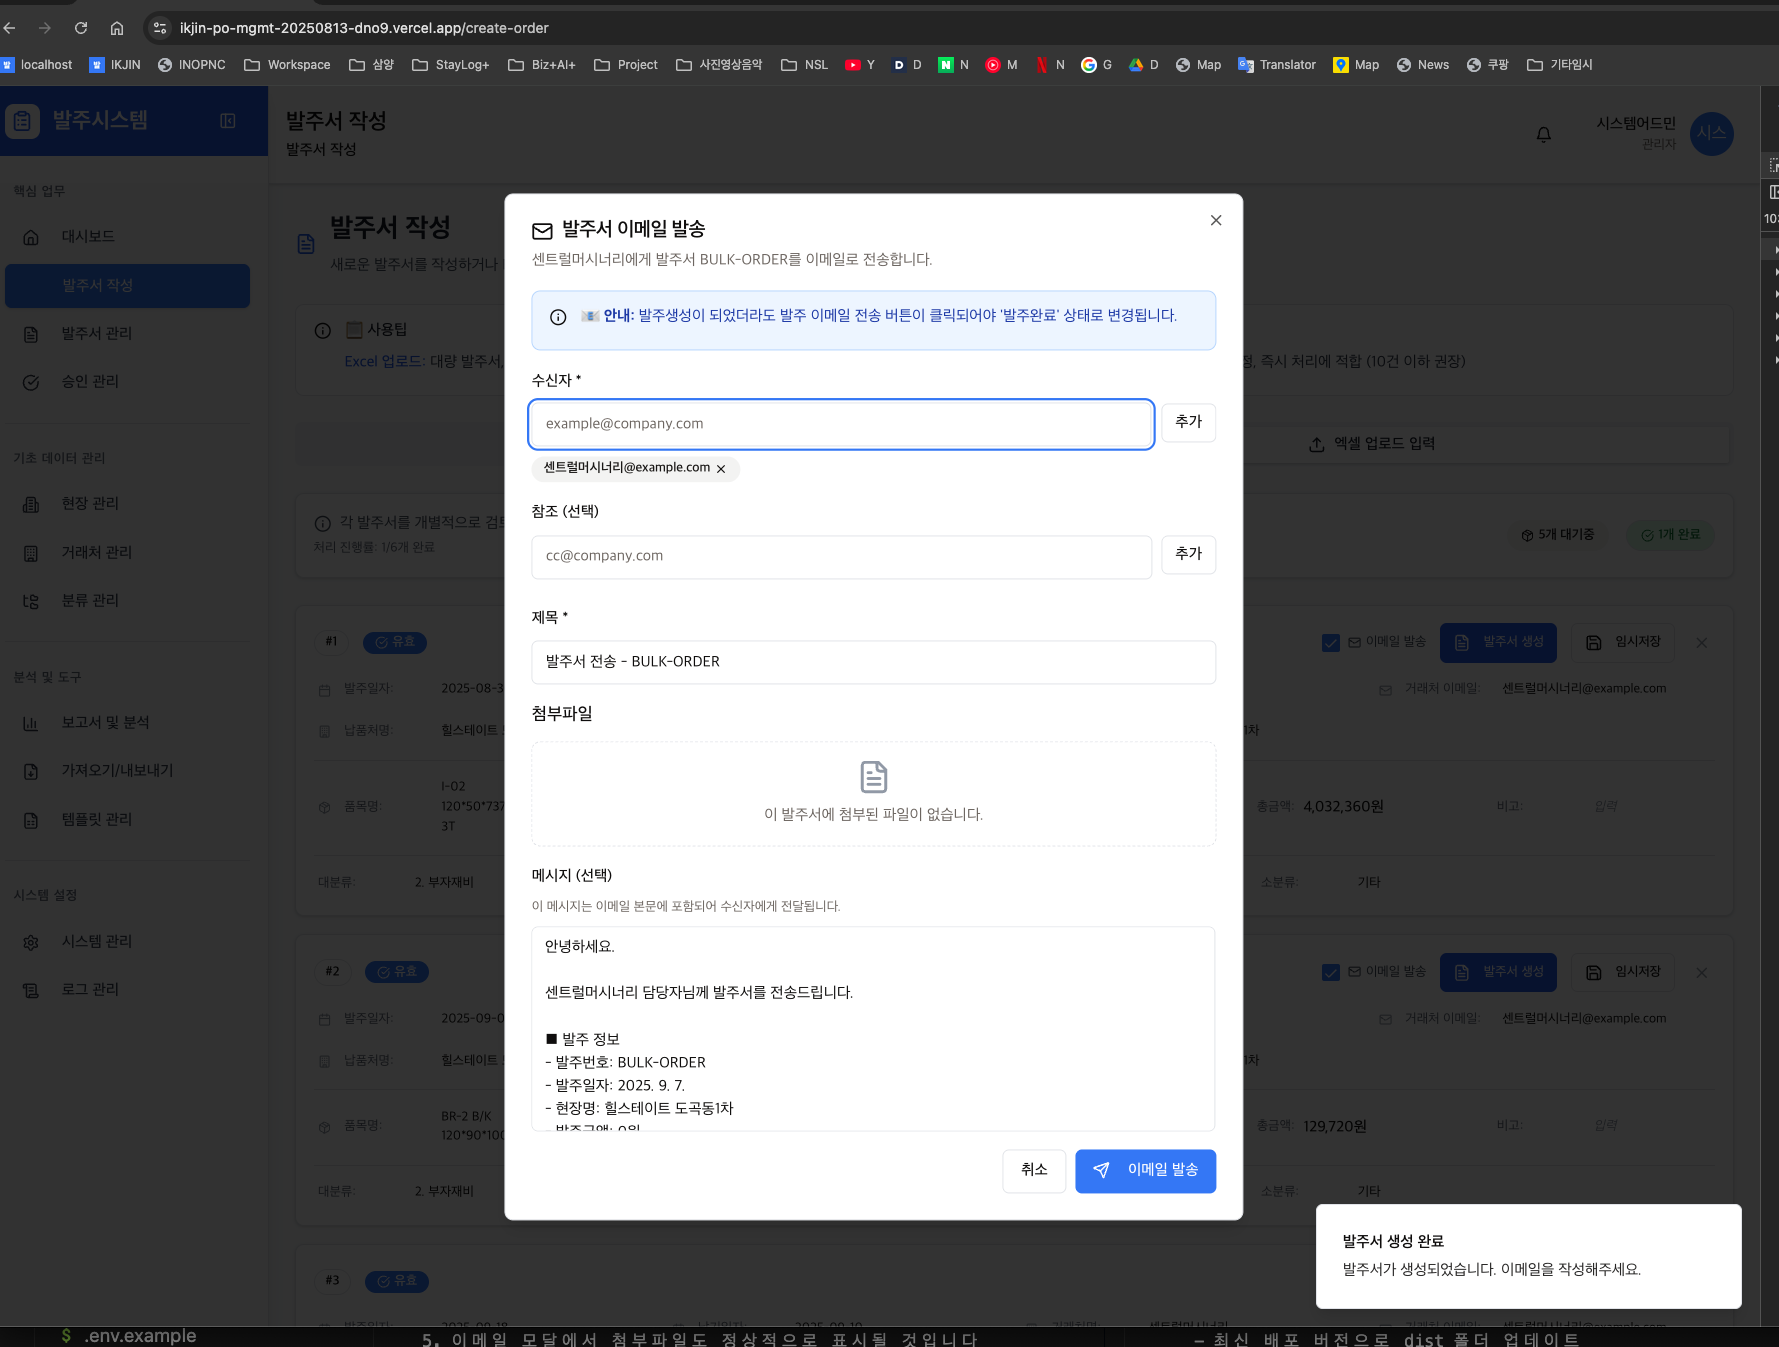 ikjin-po-mgmt-20250813-dno9.vercel.app/create-order
localhost
IKJIN
INOPNC
Workspace
삼양
StayLog+
Biz+AI+
Project
사진영상음악
NSL
Y
D
N
M
N
G
D
Map
Translator
Map
News
쿠팡
기타임시
발주시스템
발주서 작성
발주서 작성
시스템어드민
관리자
시스
핵심 업무
대시보드
발주서 작성
발주서 관리
승인 관리
기초 데이터 관리
현장 관리
거래처 관리
분류 관리
분석 및 도구
보고서 및 분석
가져오기/내보내기
템플릿 관리
시스템 설정
시스템 관리
로그 관리
발주서 작성
새로운 발주서를 작성하거나
사용팁
Excel 업로드: 대량 발주서,
정, 즉시 처리에 적합 (10건 이하 권장)
엑셀 업로드 입력
각 발주서를 개별적으로 검토
처리 진행률: 1/6개 완료
5개 대기중
1개 완료
#1
유효
이메일 발송
발주서 생성
임시저장
발주일자:
2025-08-3
거래처 이메일:
센트럴머시너리@example.com
납품처명:
힐스테이트
1차
품목명:
I-02
120*50*737
3T
총금액:
4,032,360원
비고:
입력
대분류:
2. 부자재비
소분류:
기타
#2
유효
이메일 발송
발주서 생성
임시저장
발주일자:
2025-09-0
거래처 이메일:
센트럴머시너리@example.com
납품처명:
힐스테이트
1차
품목명:
BR-2 B/K
120*90*100
총금액:
129,720원
비고:
입력
대분류:
2. 부자재비
소분류:
기타
#3
유효
발주서 이메일 발송
센트럴머시너리에게 발주서 BULK-ORDER를 이메일로 전송합니다.
📧 안내: 발주생성이 되었더라도 발주 이메일 전송 버튼이 클릭되어야 '발주완료' 상태로 변경됩니다.
수신자 *
example@company.com
추가
센트럴머시너리@example.com
참조 (선택)
cc@company.com
추가
제목 *
발주서 전송 - BULK-ORDER
첨부파일
이 발주서에 첨부된 파일이 없습니다.
메시지 (선택)
이 메시지는 이메일 본문에 포함되어 수신자에게 전달됩니다.
안녕하세요.
센트럴머시너리 담당자님께 발주서를 전송드립니다.
■ 발주 정보
- 발주번호: BULK-ORDER
- 발주일자: 2025. 9. 7.
- 현장명: 힐스테이트 도곡동1차
- 발주금액: 0원
취소
이메일 발송
발주서 생성 완료
발주서가 생성되었습니다. 이메일을 작성해주세요.
$ .env.example
5. 이메일 모달에서 첨부파일도 정상적으로 표시될 것입니다
- 최신 배포 버전으로 dist 폴더 업데이트